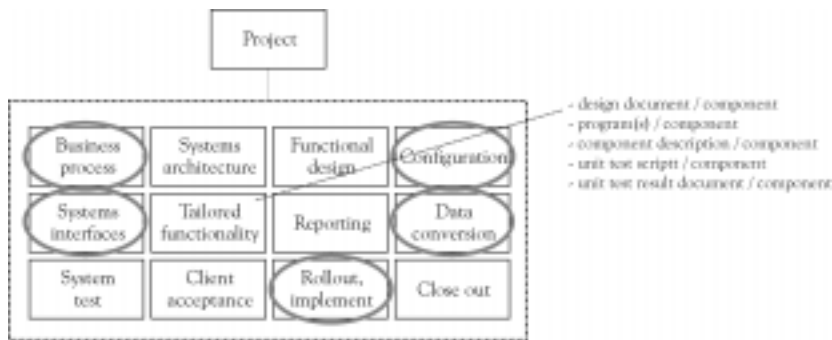 Project
- design document / component
- program(s) / component
- component description / component
- unit test scriptt / component
- unit test result document / component
Business
process
Systems
architecture
Functional
design
Configuration
Systems
interfaces
Tailored
functionality
Reporting
Data
conversion
System
test
Client
acceptance
Rollout,
implement
Close out